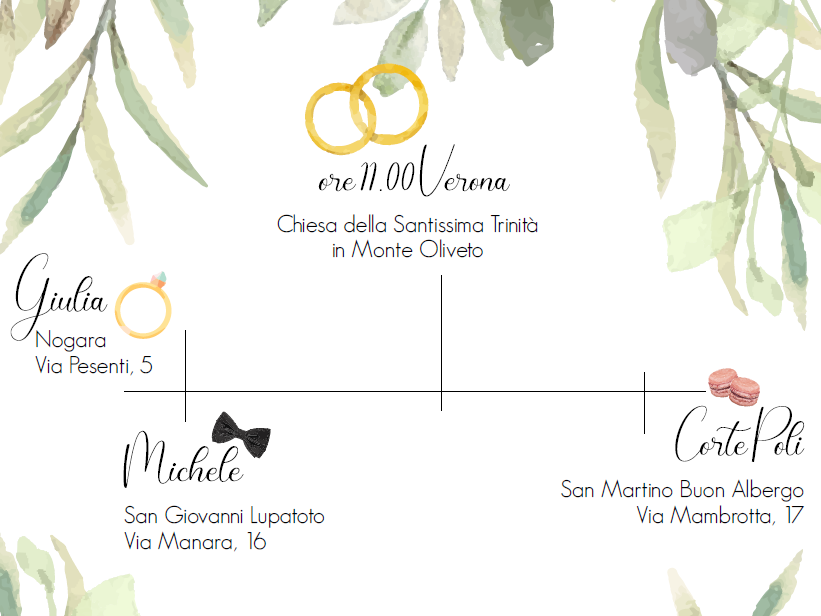 ore 11.00 Verona
Chiesa della Santissima Trinità
in Monte Oliveto
Giulia
Nogara
Via Pesenti, 5
Michele
San Giovanni Lupatoto
Via Manara, 16
Corte Poli
San Martino Buon Albergo
Via Mambrotta, 17